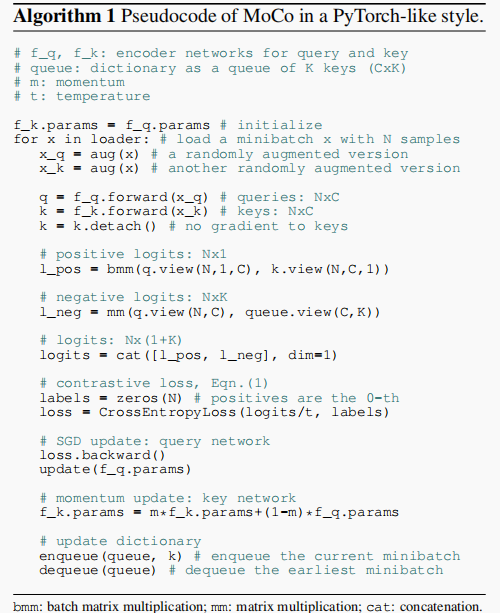 Algorithm 1 Pseudocode of MoCo in a PyTorch-like style.
# f_q, f_k: encoder networks for query and key
# queue: dictionary as a queue of K keys (CxK)
# m: momentum
# t: temperature
f_k.params = f_q.params # initialize
for x in loader: # load a minibatch x with N samples
x_q = aug(x) # a randomly augmented version
x_k = aug(x) # another randomly augmented version
q = f_q.forward(x_q) # queries: NxC
k = f_k.forward(x_k) # keys: NxC
k = k.detach() # no gradient to keys
# positive logits: Nx1
l_pos = bmm(q.view(N,1,C), k.view(N,C,1))
# negative logits: NxK
l_neg = mm(q.view(N,C), queue.view(C,K))
# logits: Nx(1+K)
logits = cat([l_pos, l_neg], dim=1)
# contrastive loss, Eqn.(1)
labels = zeros(N) # positives are the 0-th
loss = CrossEntropyLoss(logits/t, labels)
# SGD update: query network
loss.backward()
update(f_q.params)
# momentum update: key network
f_k.params = m*f_k.params+(1-m)*f_q.params
# update dictionary
enqueue(queue, k) # enqueue the current minibatch
dequeue(queue) # dequeue the earliest minibatch
bmm: batch matrix multiplication; mm: matrix multiplication; cat: concatenation.